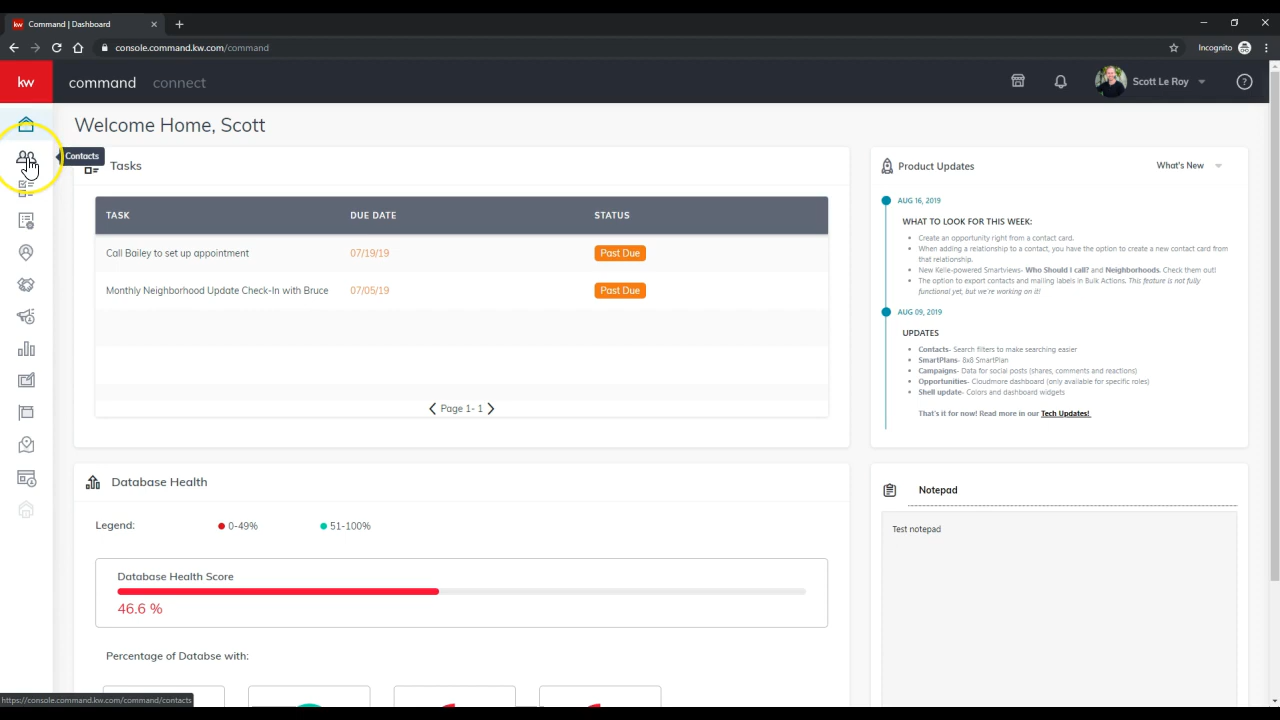 kw Command | Dashboard
console.command.kw.com/command
Incognito
kw
command connect
Scott Le Roy
Welcome Home, Scott
Contacts
Tasks
TASK DUE DATE STATUS
Call Bailey to set up appointment 07/19/19 Past Due
Monthly Neighborhood Update Check-In with Bruce 07/05/19 Past Due
Page 1- 1
Product Updates
What's New
AUG 16, 2019
WHAT TO LOOK FOR THIS WEEK:
Create an opportunity right from a contact card.
When adding a relationship to a contact, you have the option to create a new contact card from
that relationship.
New Kelle-powered Smartviews- Who Should I call? and Neighborhoods. Check them out!
The option to export contacts and mailing labels in Bulk Actions. This feature is not fully
functional yet, but we're working on it!
AUG 09, 2019
UPDATES
Contacts- Search filters to make searching easier
SmartPlans- 8x8 SmartPlan
Campaigns- Data for social posts (shares, comments and reactions)
Opportunities- Cloudmore dashboard (only available for specific roles)
Shell update- Colors and dashboard widgets
That's it for now! Read more in our Tech Updates!
Database Health
Legend: 0-49% 51-100%
Database Health Score
46.6 %
Percentage of Databse with:
Notepad
Test notepad
https://console.command.kw.com/command/contacts